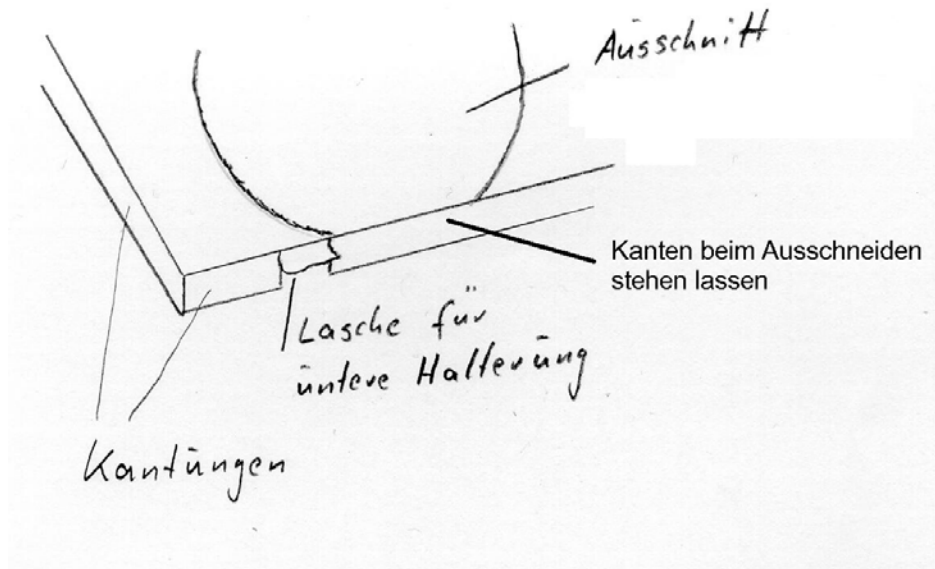 Ausschnitt
Kanten beim Ausschneiden
stehen lassen
Lasche für
untere Halterung
Kantungen